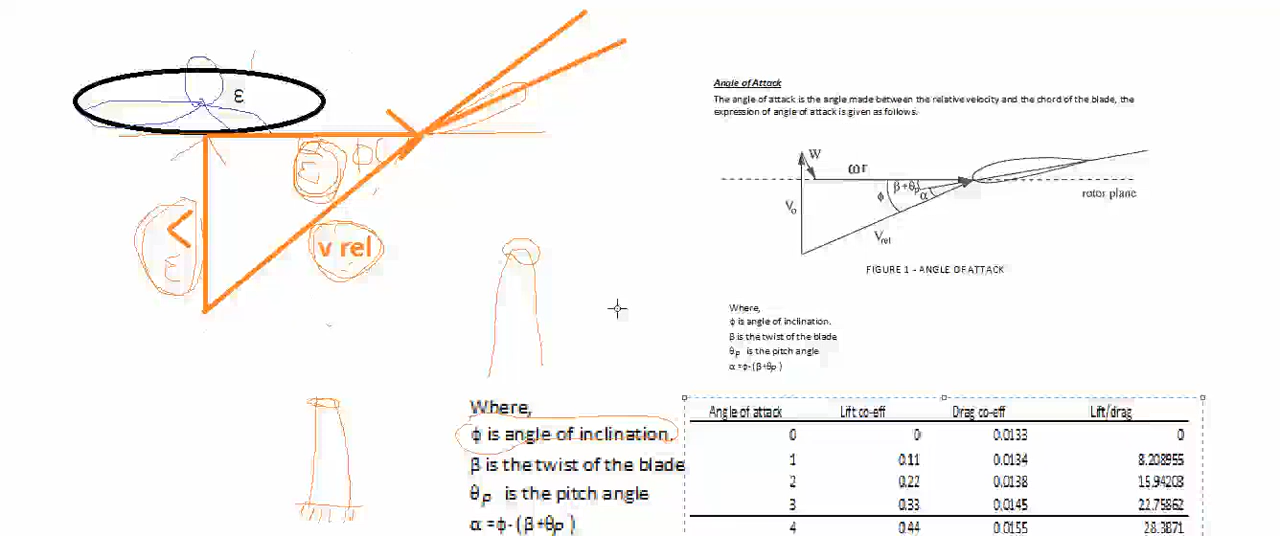 ε
v rel
Angle of Attack
The angle of attack is the angle made between the relative velocity and the chord of the blade, the
expression of angle of attack is given as follows.
W
ωr
ϕ (β+θp α
V₀
rotor plane
Vrel
FIGURE 1 - ANGLE OF ATTACK
Where,
ϕ is angle of inclination.
β is the twist of the blade
θp is the pitch angle
α =ϕ- (β+θp )
Where,
ϕ is angle of inclination.
β is the twist of the blade
θp is the pitch angle
α =ϕ- (β+θp )
Angle of attack Lift co-eff Drag co-eff Lift/drag
0 0 0.0133 0
1 0.11 0.0134 8.208955
2 0.22 0.0138 15.94203
3 0.33 0.0145 22.75862
4 0.44 0.0155 28.3871